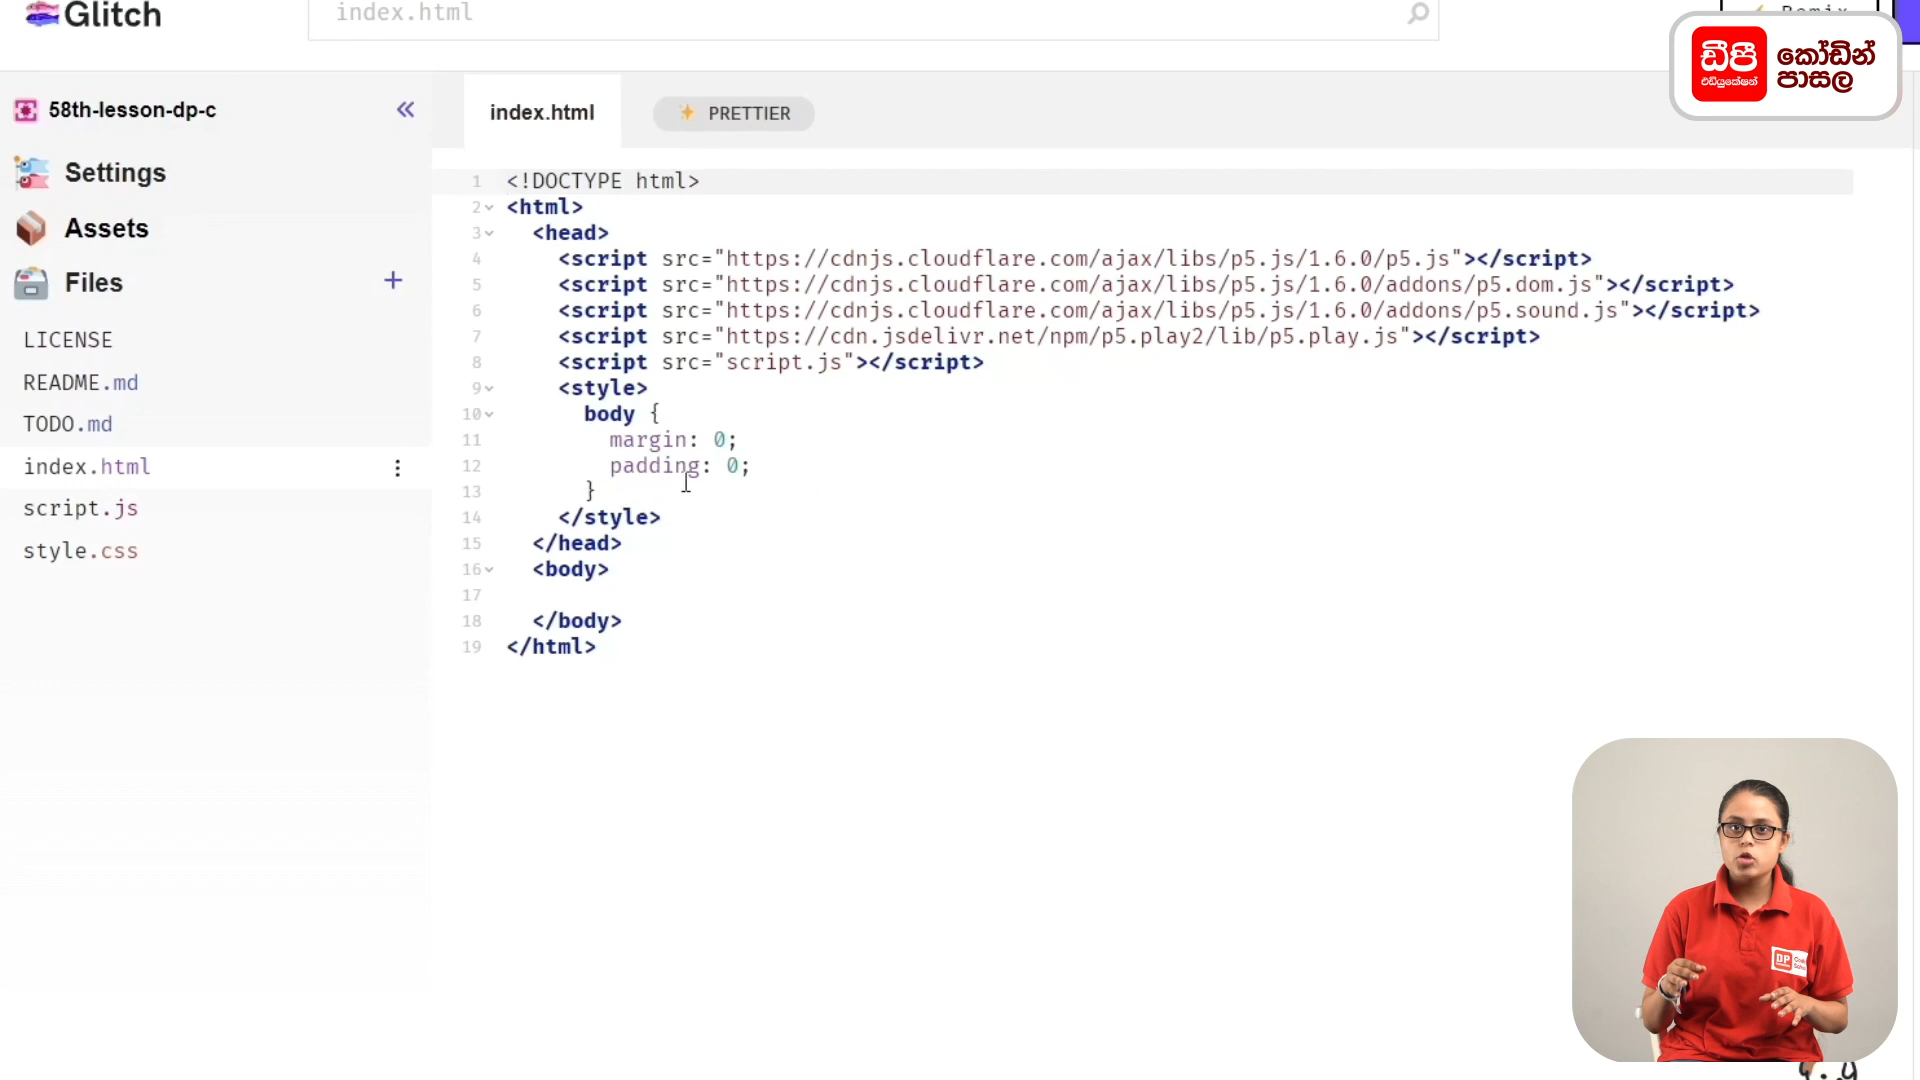 Glitch
index.html
Remix
ඩීපී
එඩියුකේෂන්
කෝඩින්
පාසල
58th-lesson-dp-c
index.html
PRETTIER
Settings
Assets
Files
LICENSE
README.md
TODO.md
index.html
script.js
style.css
1 <!DOCTYPE html>
2 <html>
3 <head>
4 <script src="https://cdnjs.cloudflare.com/ajax/libs/p5.js/1.6.0/p5.js"></script>
5 <script src="https://cdnjs.cloudflare.com/ajax/libs/p5.js/1.6.0/addons/p5.dom.js"></script>
6 <script src="https://cdnjs.cloudflare.com/ajax/libs/p5.js/1.6.0/addons/p5.sound.js"></script>
7 <script src="https://cdn.jsdelivr.net/npm/p5.play2/lib/p5.play.js"></script>
8 <script src="script.js"></script>
9 <style>
10 body {
11 margin: 0;
12 padding: 0;
13 }
14 </style>
15 </head>
16 <body>
17
18 </body>
19 </html>
DP